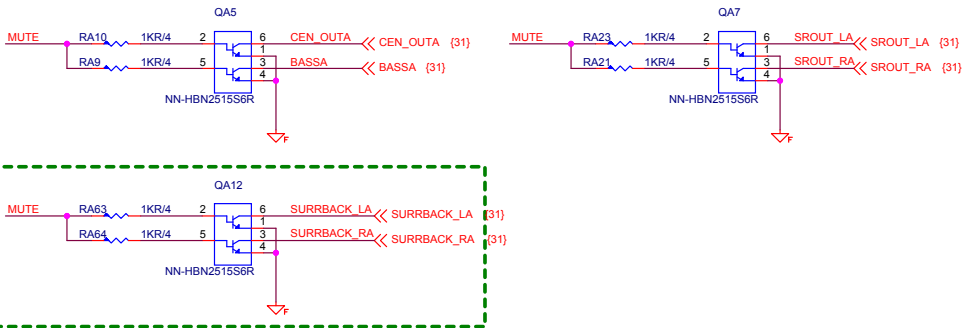 QA5
MUTE RA10 1KR/4 2 6 CEN_OUTA CEN_OUTA {31}
1
RA9 1KR/4 5 3 BASSA BASSA {31}
4
NN-HBN2515S6R
F
QA7
MUTE RA23 1KR/4 2 6 SROUT_LA SROUT_LA {31}
1
RA21 1KR/4 5 3 SROUT_RA SROUT_RA {31}
4
NN-HBN2515S6R
F
QA12
MUTE RA63 1KR/4 2 6 SURRBACK_LA SURRBACK_LA {31}
1
RA64 1KR/4 5 3 SURRBACK_RA SURRBACK_RA {31}
4
NN-HBN2515S6R
F